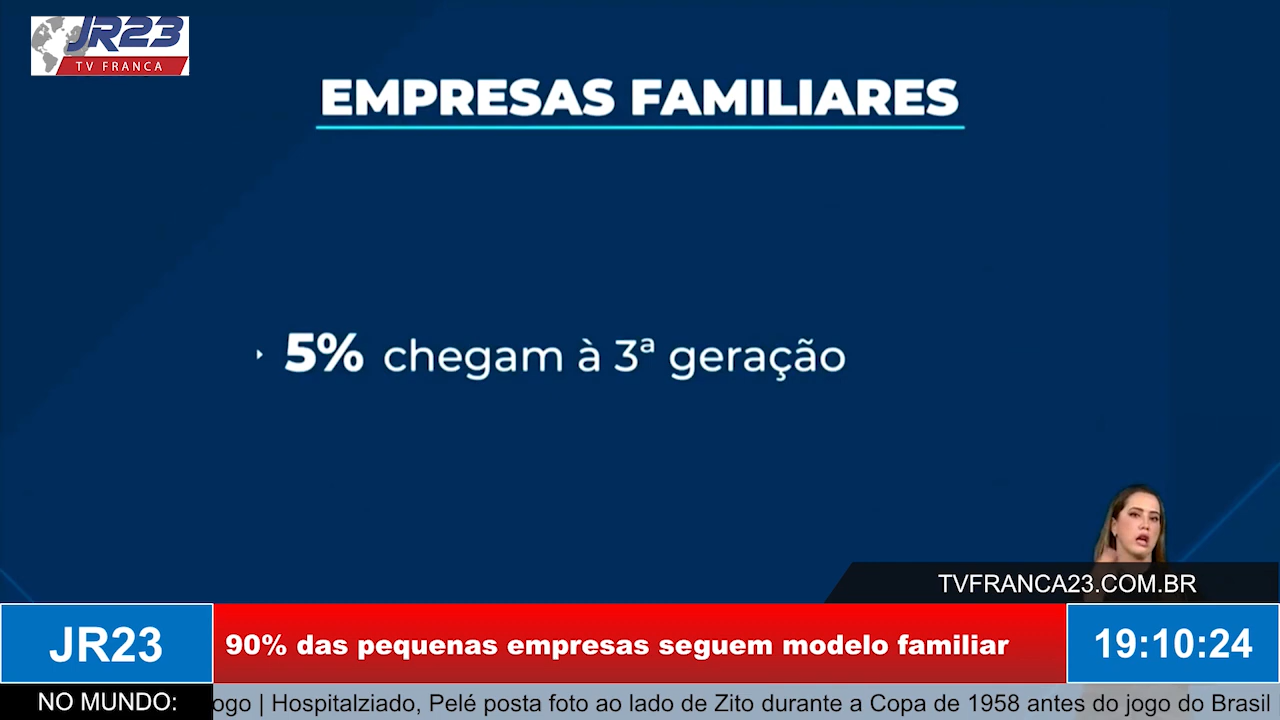 JR23
TV FRANCA
EMPRESAS FAMILIARES
5% chegam à 3ª geração
TVFRANCA23.COM.BR
JR23
90% das pequenas empresas seguem modelo familiar
19:10:24
NO MUNDO:
ogo | Hospitalziado, Pelé posta foto ao lado de Zito durante a Copa de 1958 antes do jogo do Brasil